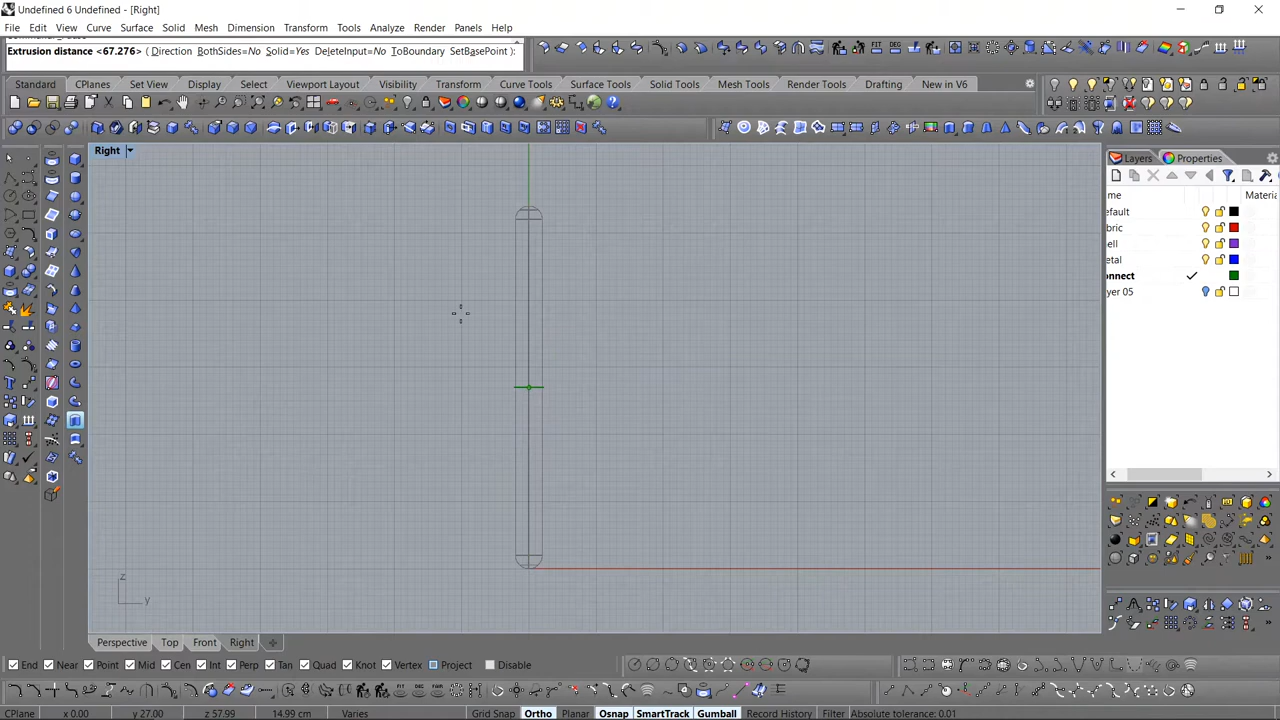 Undefined 6 Undefined - [Right]
File Edit View Curve Surface Solid Mesh Dimension Transform Tools Analyze Render Panels Help
Extrusion distance <67.276> ( Direction BothSides=No Solid=Yes DeleteInput=No ToBoundary SetBasePoint ):
Standard CPlanes Set View Display Select Viewport Layout Visibility Transform Curve Tools Surface Tools Solid Tools Mesh Tools Render Tools Drafting New in V6
Right
Layers Properties
me Materia
efault
bric
ell
etal
onnect
yer 05
z
y
Perspective Top Front Right
End Near Point Mid Cen Int Perp Tan Quad Knot Vertex Project Disable
CPlane x 0.00 y 27.00 z 57.99 14.99 cm Varies Grid Snap Ortho Planar Osnap SmartTrack Gumball Record History Filter Absolute tolerance: 0.01